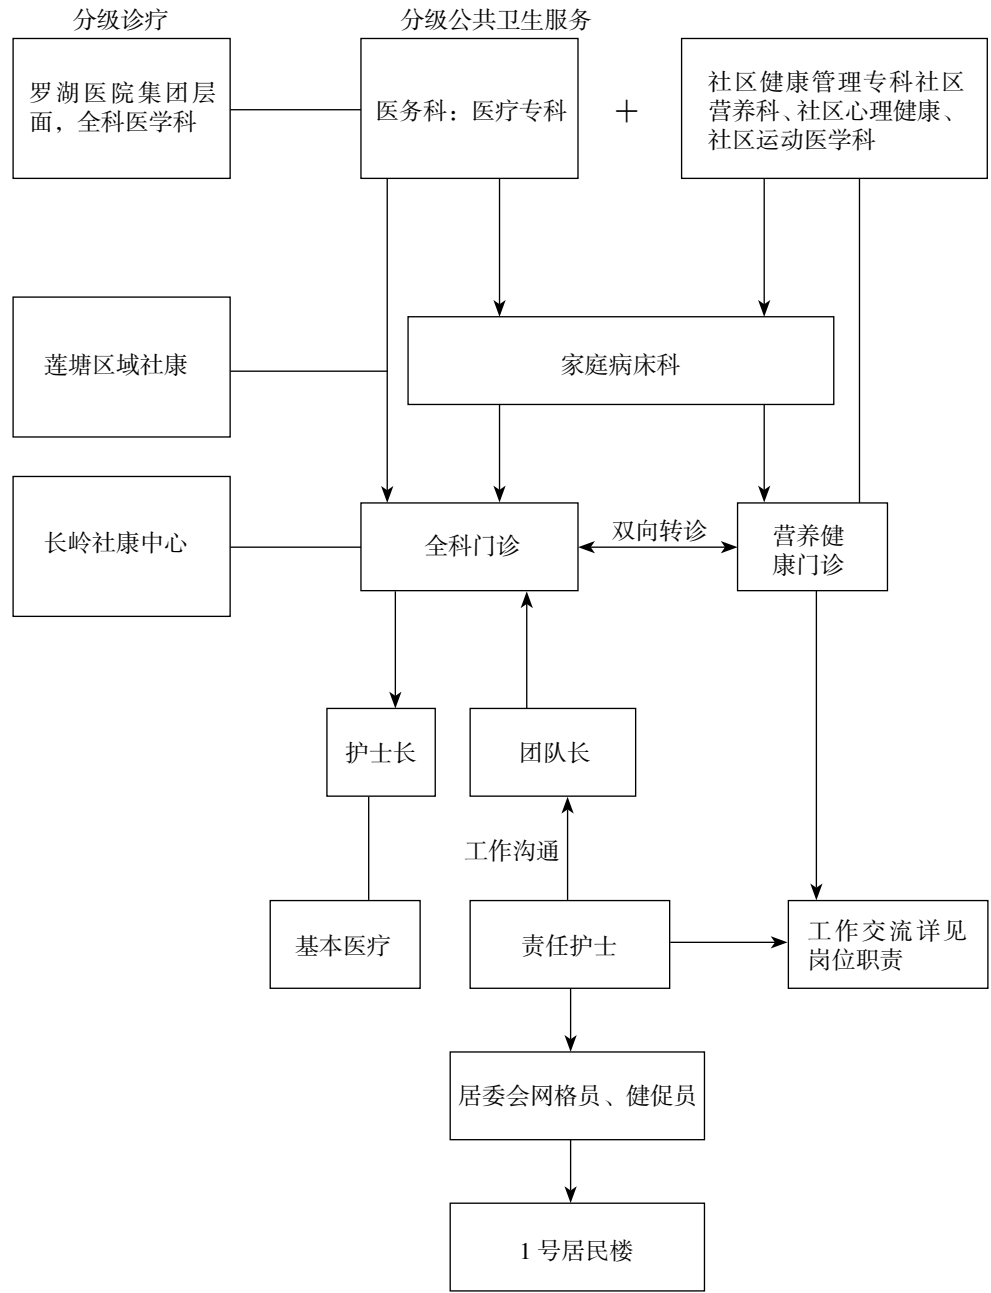 分级诊疗
分级公共卫生服务
罗湖医院集团层
面，全科医学科
医务科：医疗专科
+
社区健康管理专科社区
营养科、社区心理健康、
社区运动医学科
莲塘区域社康
家庭病床科
长岭社康中心
全科门诊
双向转诊
营养健
康门诊
护士长
团队长
工作沟通
基本医疗
责任护士
工作交流详见
岗位职责
居委会网格员、健促员
1 号居民楼